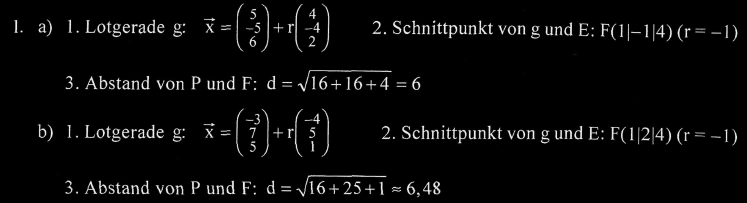 1. a) 1. Lotgerade g: x⃗ = (5 | -5 | 6) + r (4 | -4 | 2) 2. Schnittpunkt von g und E: F(1|−1|4) (r = −1)
3. Abstand von P und F: d = √(16+16+4) = 6
b) 1. Lotgerade g: x⃗ = (-3 | 7 | 5) + r (-4 | 5 | 1) 2. Schnittpunkt von g und E: F(1|2|4) (r = −1)
3. Abstand von P und F: d = √(16+25+1) ≈ 6,48